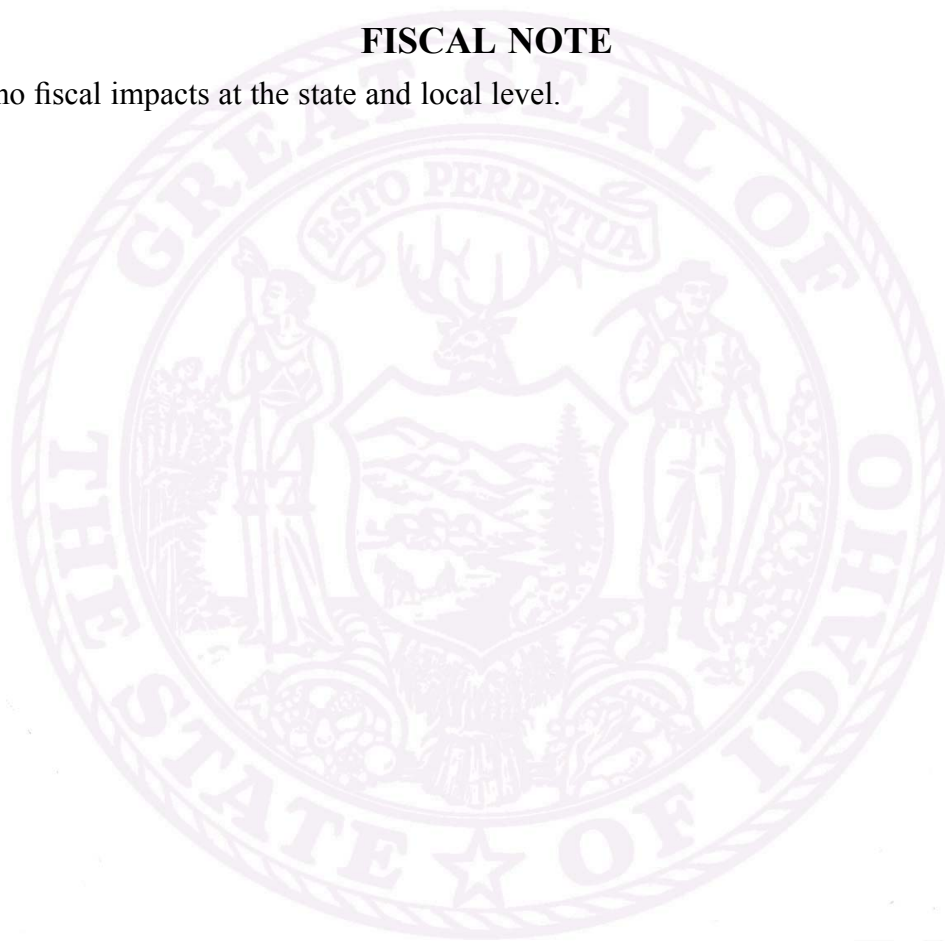 FISCAL NOTE
no fiscal impacts at the state and local level.
GREAT SEAL OF
ESTO PERPETUA
THE
IDAHO
STATE OF